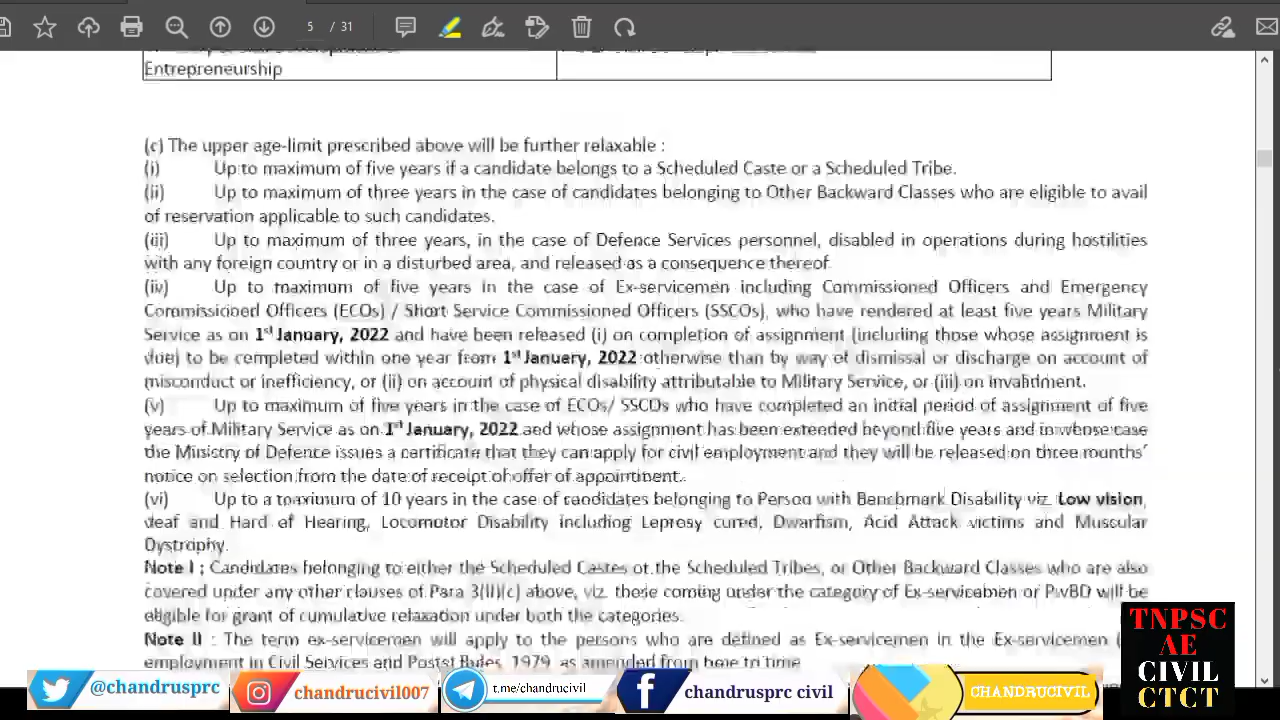 5 / 31
Entrepreneurship
(c) The upper age-limit prescribed above will be further relaxable :
(i) Up to maximum of five years if a candidate belongs to a Scheduled Caste or a Scheduled Tribe.
(ii) Up to maximum of three years in the case of candidates belonging to Other Backward Classes who are eligible to avail
of reservation applicable to such candidates.
(iii) Up to maximum of three years, in the case of Defence Services personnel, disabled in operations during hostilities
with any foreign country or in a disturbed area, and released as a consequence thereof
(iv) Up to maximum of five years in the case of Ex-servicemen including Commissioned Officers and Emergency
Commissioned Officers (ECOs) / Short Service Commissioned Officers (SSCOs), who have rendered at least five years Military
Service as on 1st January, 2022 and have been released (i) on completion of assignment (including those whose assignment is
due) to be completed within one year from 1st January, 2022 otherwise than by way of dismissal or discharge on account of
misconduct or inefficiency, or (ii) on account of physical disability attributable to Military Service, or (iii) on invalidment.
(v) Up to maximum of five years in the case of ECOs/ SSCOs who have completed an initial period of assignment of five
years of Military Service as on 1st January, 2022 and whose assignment has been extended beyond five years and in whose case
the Ministry of Defence issues a certificate that they can apply for civil employment and they will be released on three months'
notice on selection from the date of receipt of offer of appointment.
(vi) Up to a maximum of 10 years in the case of candidates belonging to Person with Benchmark Disability viz. Low vision,
deaf and Hard of Hearing, Locomotor Disability including Leprosy cured, Dwarfism, Acid Attack victims and Muscular
Dystrophy.
Note I : Candidates belonging to either the Scheduled Castes or the Scheduled Tribes, or Other Backward Classes who are also
covered under any other clauses of Para 3(II)(c) above, viz. those coming under the category of Ex-servicemen or PwBD will be
eligible for grant of cumulative relaxation under both the categories.
Note II : The term ex-servicemen will apply to the persons who are defined as Ex-servicemen in the Ex-servicemen (
employment in Civil Services and Posts) Rules, 1979, as amended from time to time
TNPSC
AE
CIVIL
CTCT
@chandrusprc
chandrucivil007
t.me/chandrucivil
chandrusprc civil
CHANDRUCIVIL